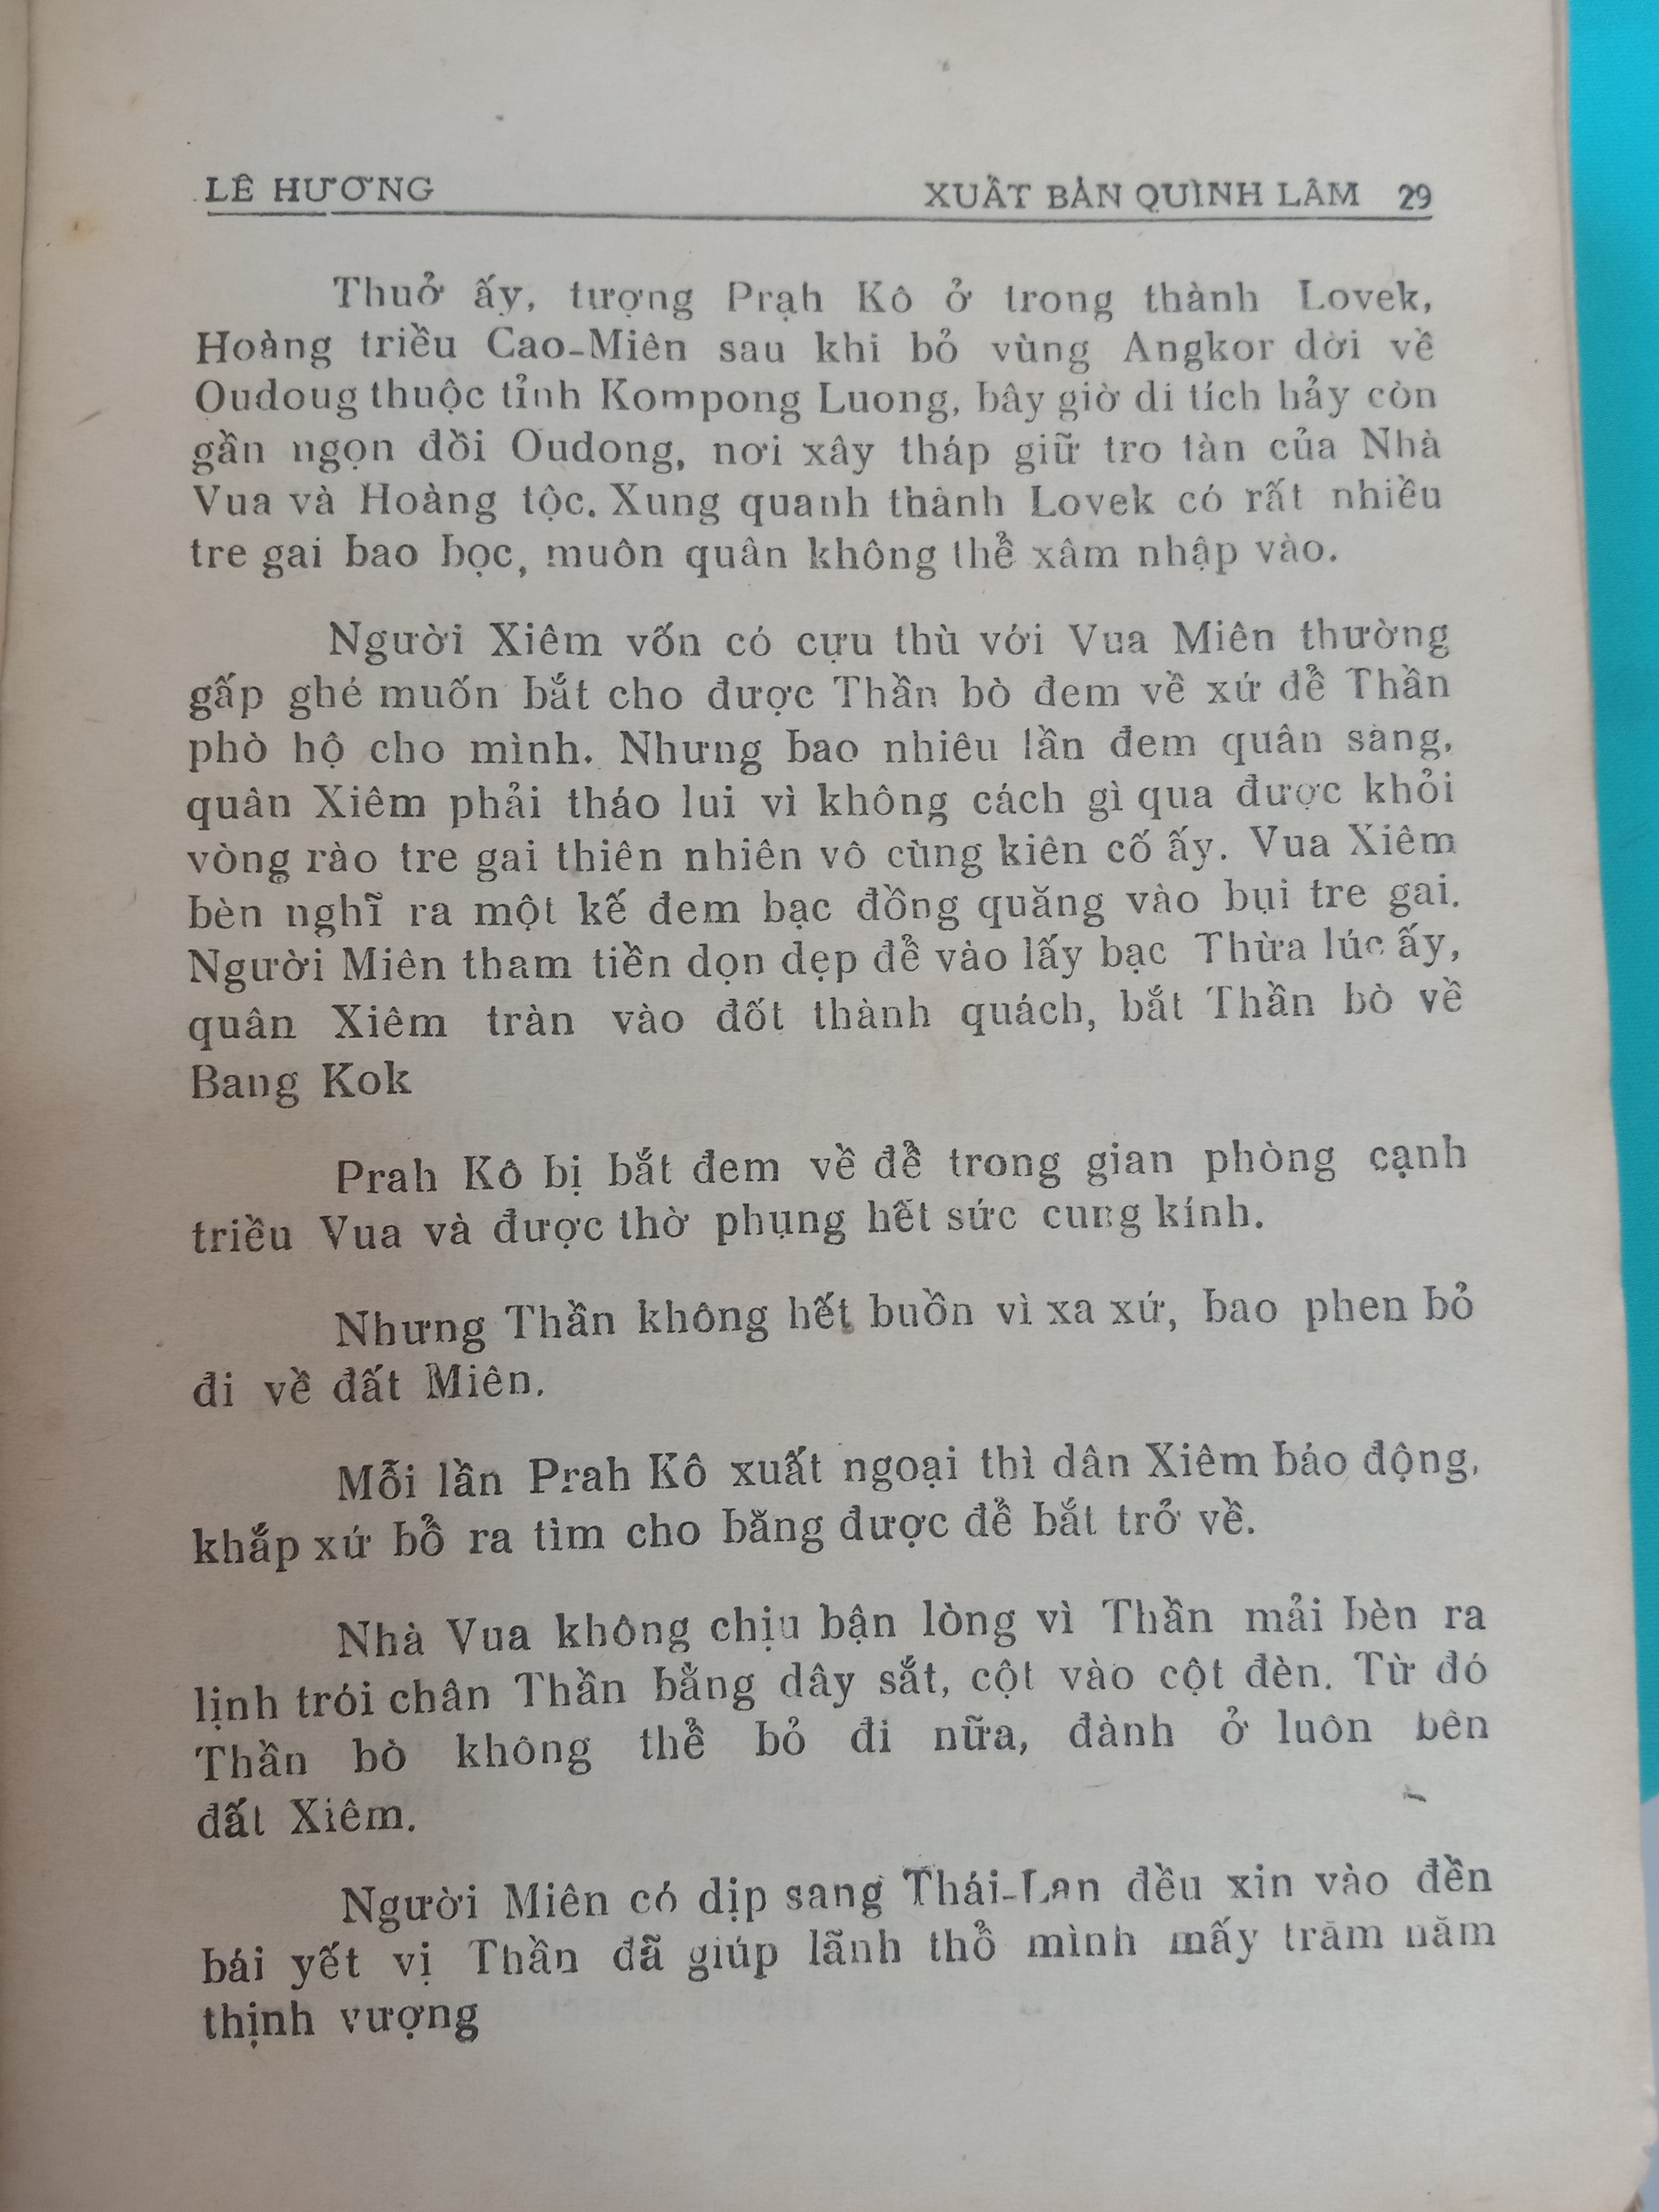 LÊ HƯƠNG XUẤT BẢN QUÌNH LÂM 29
Thuở ấy, tượng Prạh Kô ở trong thành Lovek,
Hoàng triều Cao-Miên sau khi bỏ vùng Angkor dời về
Oudoug thuộc tỉnh Kompong Luong, bây giờ di tích hảy còn
gần ngọn đồi Oudong, nơi xây tháp giữ tro tàn của Nhà
Vua và Hoàng tộc. Xung quanh thành Lovek có rất nhiều
tre gai bao bọc, muôn quân không thể xâm nhập vào.
Người Xiêm vốn có cựu thù với Vua Miên thường
gấp ghé muốn bắt cho được Thần bò đem về xứ để Thần
phò hộ cho mình. Nhưng bao nhiêu lần đem quân sang,
quân Xiêm phải tháo lui vì không cách gì qua được khỏi
vòng rào tre gai thiên nhiên vô cùng kiên cố ấy. Vua Xiêm
bèn nghĩ ra một kế đem bạc đồng quăng vào bụi tre gai.
Người Miên tham tiền dọn dẹp để vào lấy bạc Thừa lúc ấy,
quân Xiêm tràn vào đốt thành quách, bắt Thần bò về
Bang Kok
Prah Kô bị bắt đem về để trong gian phòng cạnh
triều Vua và được thờ phụng hết sức cung kính.
Nhưng Thần không hết buồn vì xa xứ, bao phen bỏ
đi về đất Miên.
Mỗi lần Prah Kô xuất ngoại thì dân Xiêm báo động,
khắp xứ bổ ra tìm cho bằng được để bắt trở về.
Nhà Vua không chịu bận lòng vì Thần mải bèn ra
lịnh trói chân Thần bằng dây sắt, cột vào cột đèn. Từ đó
Thần bò không thể bỏ đi nữa, đành ở luôn bên
đất Xiêm.
Người Miên có dịp sang Thái-Lan đều xin vào đền
bái yết vị Thần đã giúp lãnh thổ mình mấy trăm năm
thịnh vượng